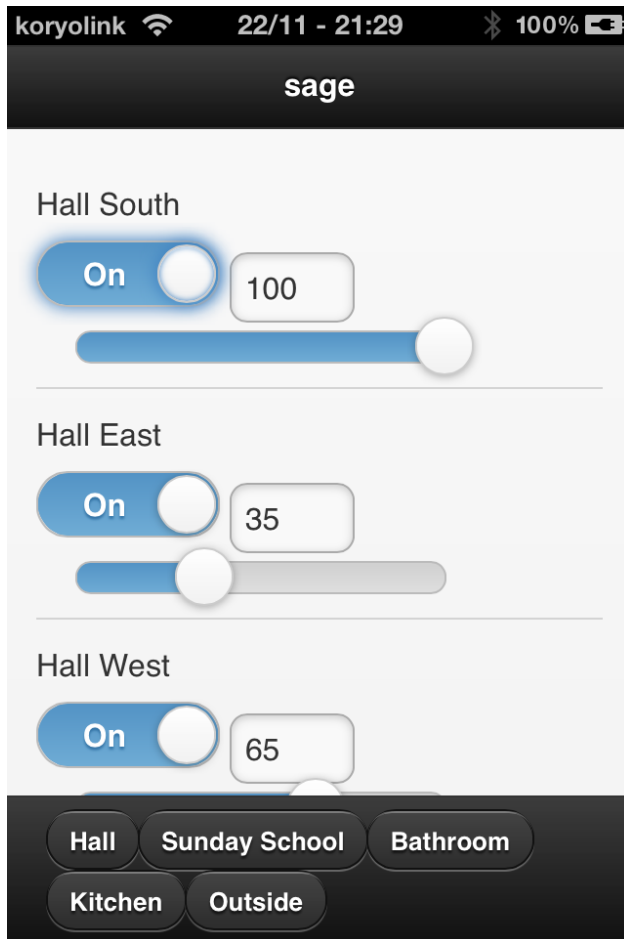 koryolink 22/11 - 21:29 100%
sage
Hall South
On 100
Hall East
On 35
Hall West
On 65
Hall Sunday School Bathroom
Kitchen Outside